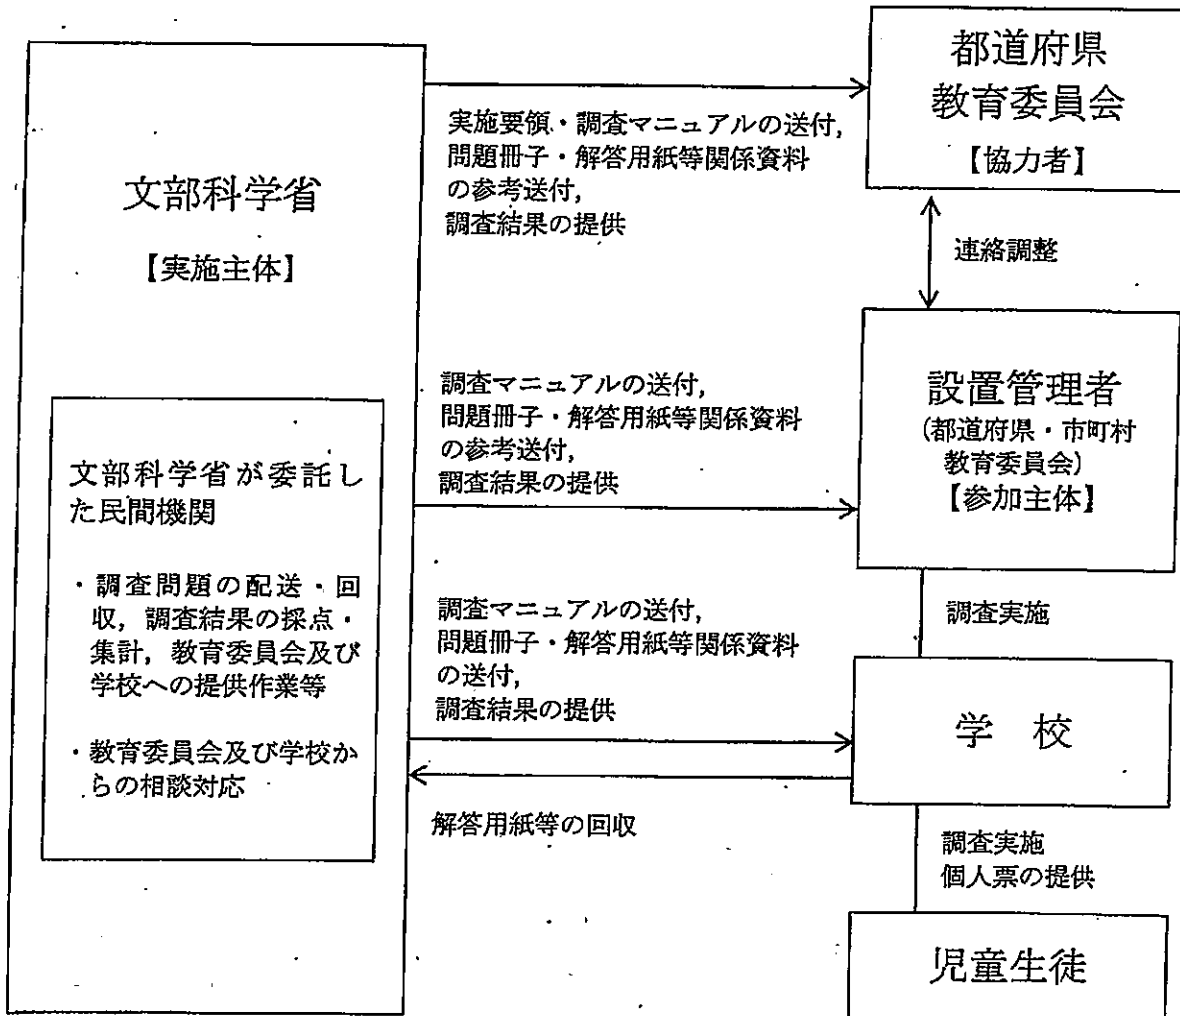 文部科学省
【実施主体】
文部科学省が委託し
た民間機関
・調査問題の配送・回
収，調査結果の採点・
集計，教育委員会及び
学校への提供作業等
・教育委員会及び学校か
らの相談対応
実施要領・調査マニュアルの送付，
問題冊子・解答用紙等関係資料
の参考送付，
調査結果の提供
都道府県
教育委員会
【協力者】
連絡調整
調査マニュアルの送付，
問題冊子・解答用紙等関係資料
の参考送付，
調査結果の提供
設置管理者
（都道府県・市町村
教育委員会）
【参加主体】
調査実施
調査マニュアルの送付，
問題冊子・解答用紙等関係資料
の送付，
調査結果の提供
学　校
解答用紙等の回収
調査実施
個人票の提供
児童生徒